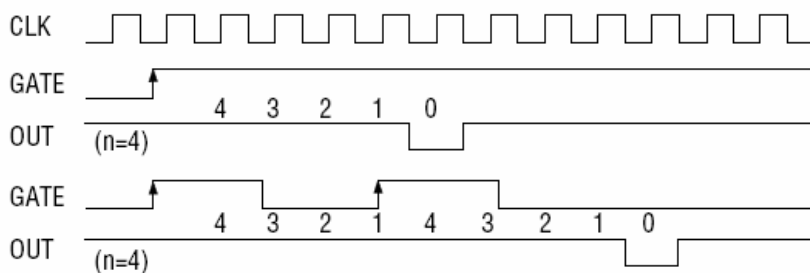 CLK
GATE
4 3 2 1 0
OUT (n=4)
GATE
4 3 2 1 4 3 2 1 0
OUT (n=4)